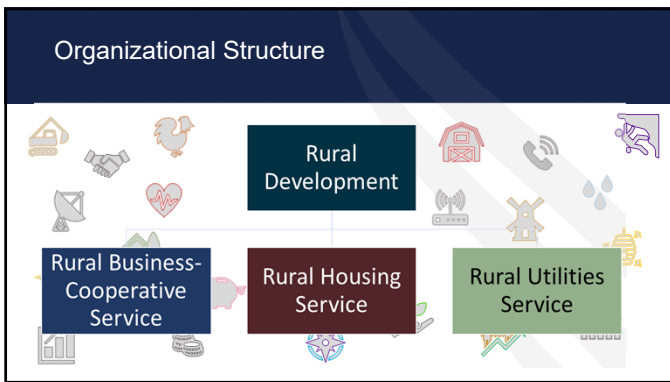 Organizational Structure
Rural
Development
Rural Business-
Cooperative
Service
Rural Housing
Service
Rural Utilities
Service